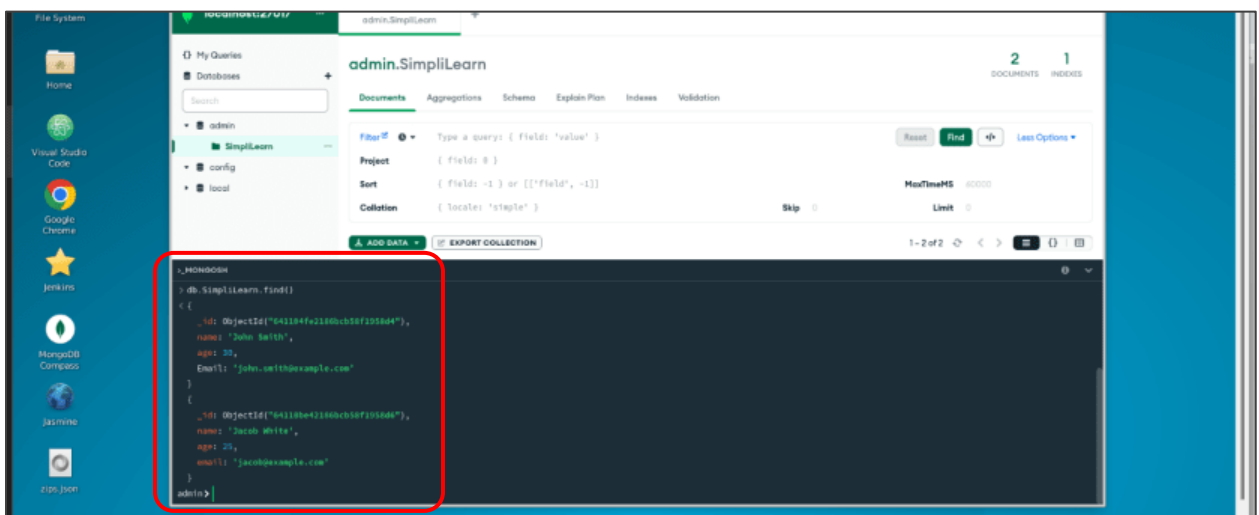 File System
Home
Visual Studio
Code
Google
Chrome
Jenkins
MongoDB
Compass
Jasmine
zips.json
localhost:27017 ...
My Queries
Databases +
Search
admin
SimpliLearn ...
config
local
admin.SimpliLearn +
admin.SimpliLearn
2 DOCUMENTS
1 INDEXES
Documents Aggregations Schema Explain Plan Indexes Validation
Filter Type a query: { field: 'value' } Reset Find Less Options
Project { field: 0 }
Sort { field: -1 } or [['field', -1]] MaxTimeMS 60000
Collation { locale: 'simple' } Skip 0 Limit 0
ADD DATA EXPORT COLLECTION 1-2 of 2 {}
>_MONGOSH
> db.SimpliLearn.find()
< {
_id: ObjectId(
name: 'John Smith',
age:
Email: 'john.smith@example.com'
}
{
_id: ObjectId(
name: 'Jacob White',
age: 25,
email: 'jacob@example.com'
}
admin>